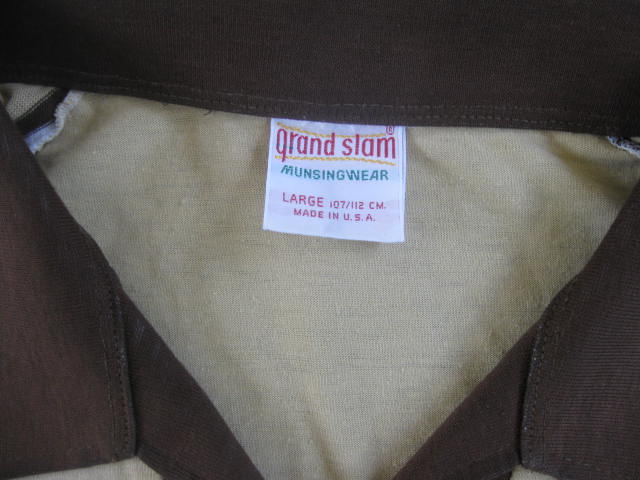 grand slam®
MUNSINGWEAR
LARGE 107/112 CM.
MADE IN U.S.A.